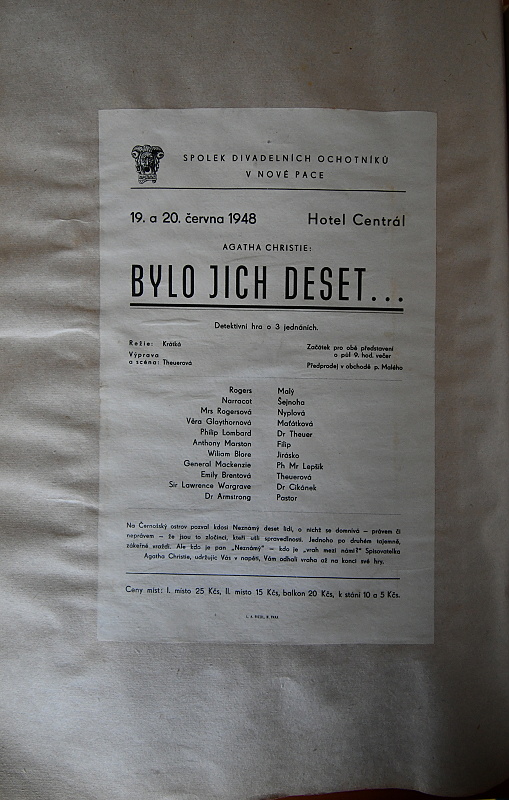 SPOLEK DIVADELNÍCH OCHOTNÍKŮ
V NOVÉ PACE
19. a 20. června 1948 Hotel Centrál
AGATHA CHRISTIE:
BYLO JICH DESET...
Detektivní hra o 3 jednáních.
Režie: Krátká
Výprava
a scéna: Theuerová
Začátek pro obě představení
o půl 9. hod. večer
Předprodej v obchodě p. Malého
Rogers Malý
Narracot Šejnoha
Mrs Rogersová Nyplová
Věra Claythornová Maťátková
Philip Lombard Dr Theuer
Anthony Marston Filip
Wiliam Blore Jirásko
General Mackenzie Ph Mr Lepšík
Emily Brentová Theuerová
Sir Lawrence Wargrave Dr Cikánek
Dr Armstrong Pastor
Na Černošský ostrov pozval kdosi Neznámý deset lidí, o nichž se domnívá – právem či
neprávem – že jsou to zločinci, kteří ušli spravedlnosti. Jednoho po druhém tajemně,
zákeřně vraždí. Ale kdo je pan „Neznámý" – kdo je „vrah mezi námi?" Spisovatelka
Agatha Christie, udržujíc Vás v napětí, Vám odhalí vraha až na konci své hry.
Ceny míst: I. místo 25 Kčs, II. místo 15 Kčs, balkon 20 Kčs, k stání 10 a 5 Kčs.